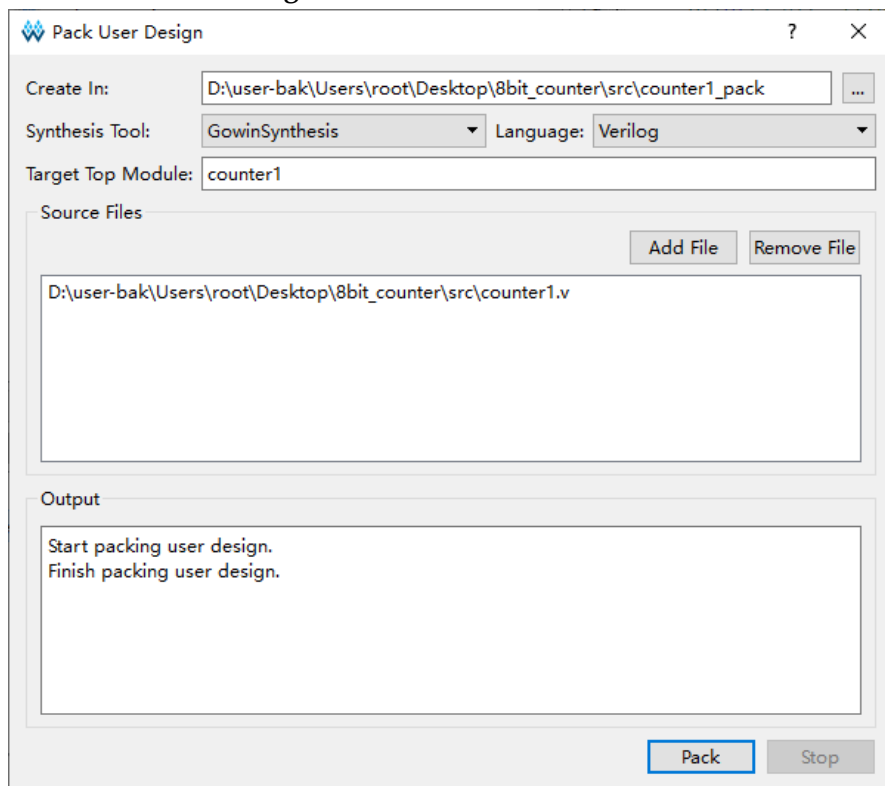 Pack User Design ? ×
Create In: D:\user-bak\Users\root\Desktop\8bit_counter\src\counter1_pack ...
Synthesis Tool: GowinSynthesis Language: Verilog
Target Top Module: counter1
Source Files
Add File Remove File
D:\user-bak\Users\root\Desktop\8bit_counter\src\counter1.v
Output
Start packing user design.
Finish packing user design.
Pack Stop